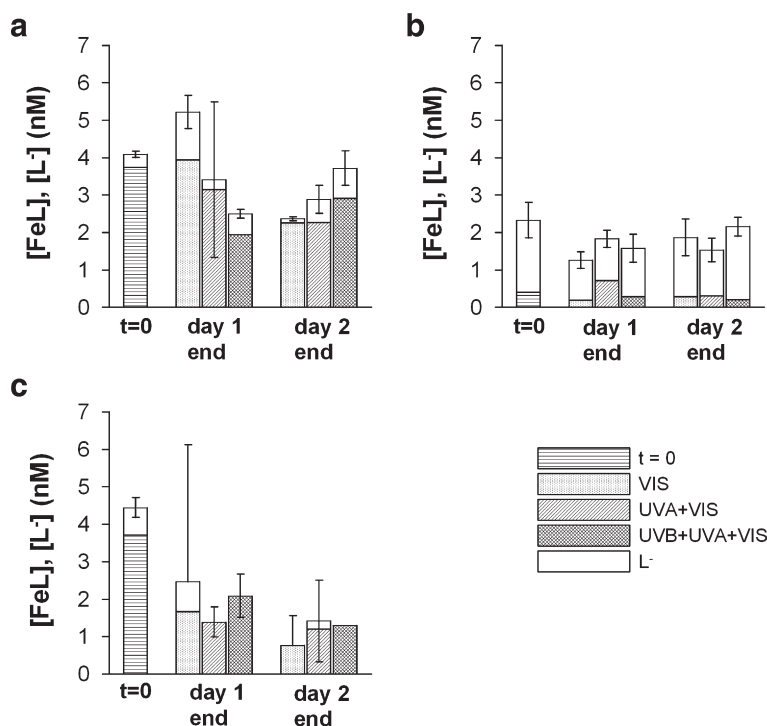 a
7
6
5
4
3
2
1
0
[FeL], [L-] (nM)
t=0
day 1
end
day 2
end
b
7
6
5
4
3
2
1
0
[FeL], [L-] (nM)
t=0
day 1
end
day 2
end
c
7
6
5
4
3
2
1
0
[FeL], [L-] (nM)
t=0
day 1
end
day 2
end
t = 0
VIS
UVA+VIS
UVB+UVA+VIS
L-